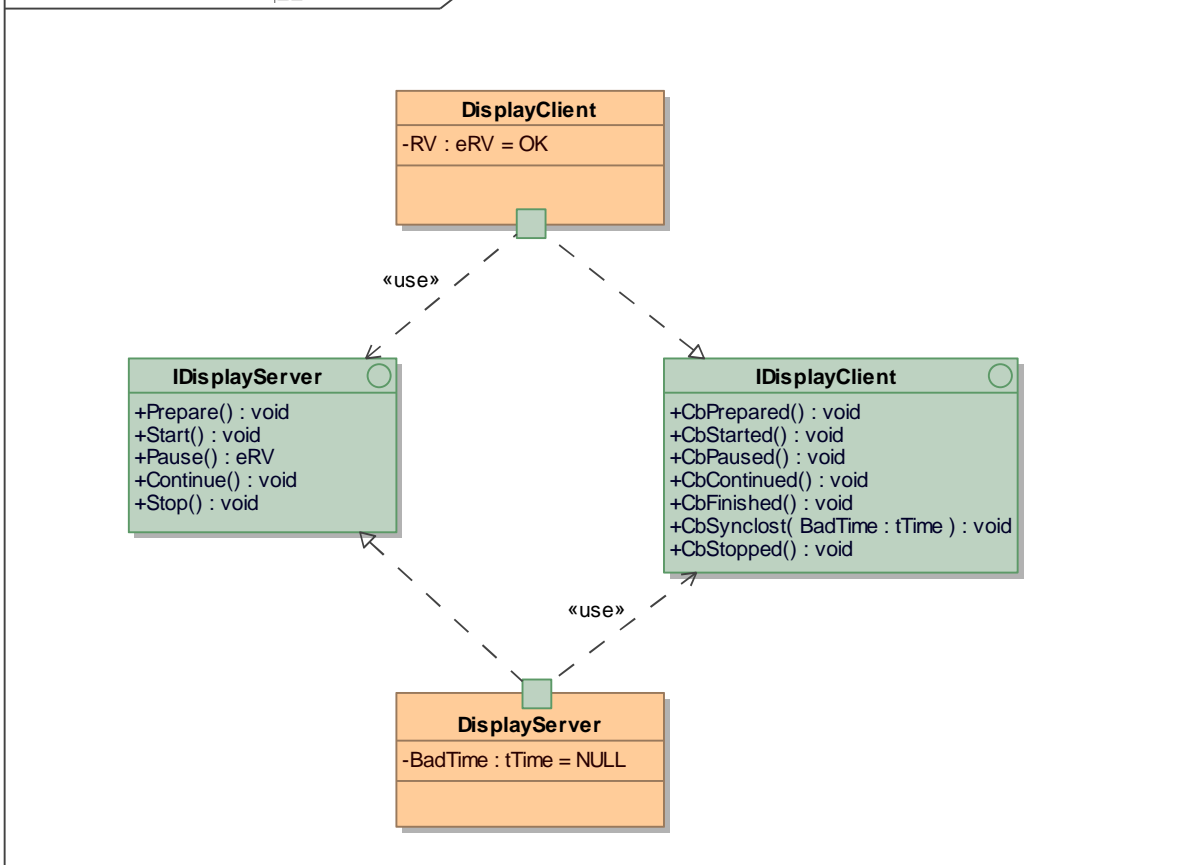 DisplayClient
-RV : eRV = OK
«use»
IDisplayServer
+Prepare() : void
+Start() : void
+Pause() : eRV
+Continue() : void
+Stop() : void
IDisplayClient
+CbPrepared() : void
+CbStarted() : void
+CbPaused() : void
+CbContinued() : void
+CbFinished() : void
+CbSynclost( BadTime : tTime ) : void
+CbStopped() : void
«use»
DisplayServer
-BadTime : tTime = NULL